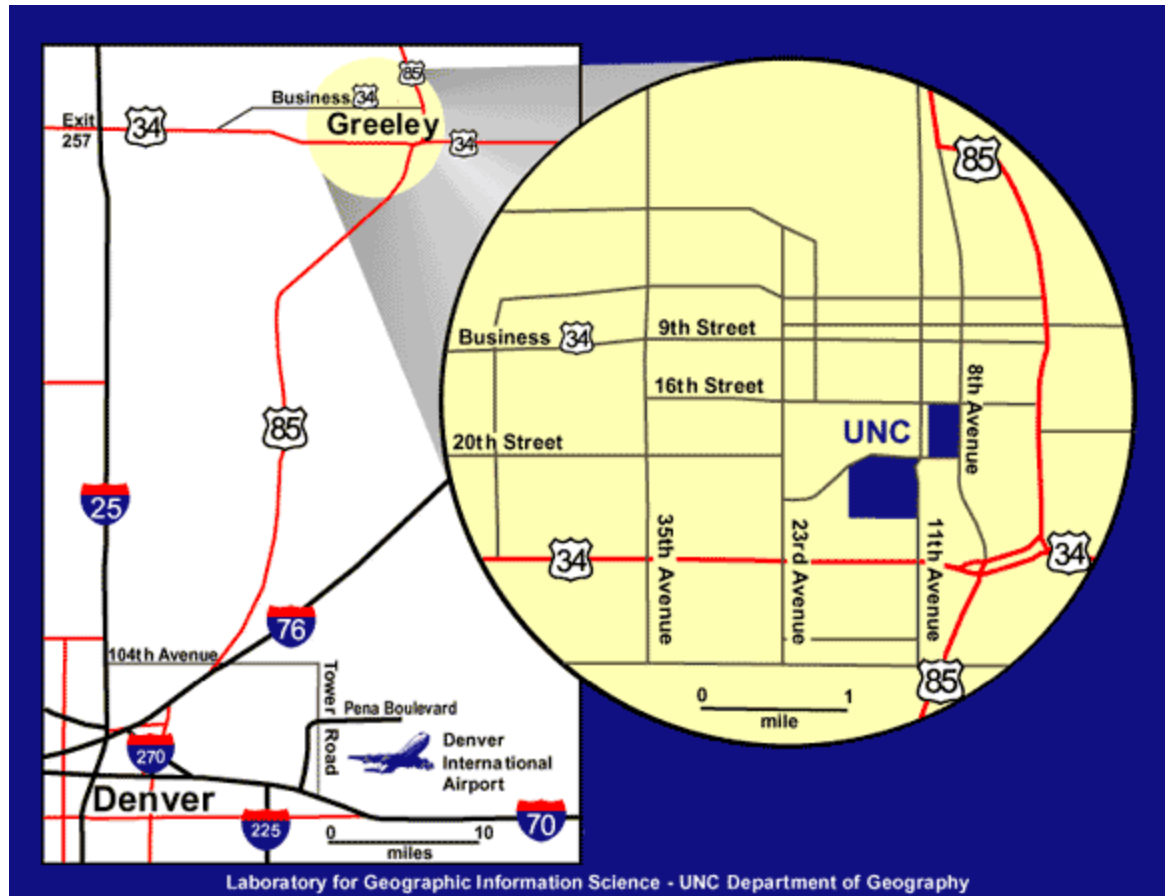 85
Business 34
Greeley
Exit
257
34
34
85
25
76
104th Avenue
Tower
Road
Pena Boulevard
Denver
International
Airport
270
Denver
225
70
0 10
miles
85
9th Street
Business 34
16th Street
8th Avenue
UNC
20th Street
35th Avenue
23rd Avenue
11th Avenue
34
34
85
0 1
mile
Laboratory for Geographic Information Science - UNC Department of Geography